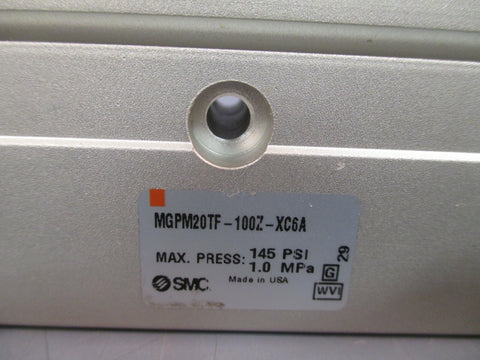 MGPM20TF-100Z-XC6A
MAX. PRESS: 145 PSI
1.0 MPa
SMC
Made in USA
29
G
WVI